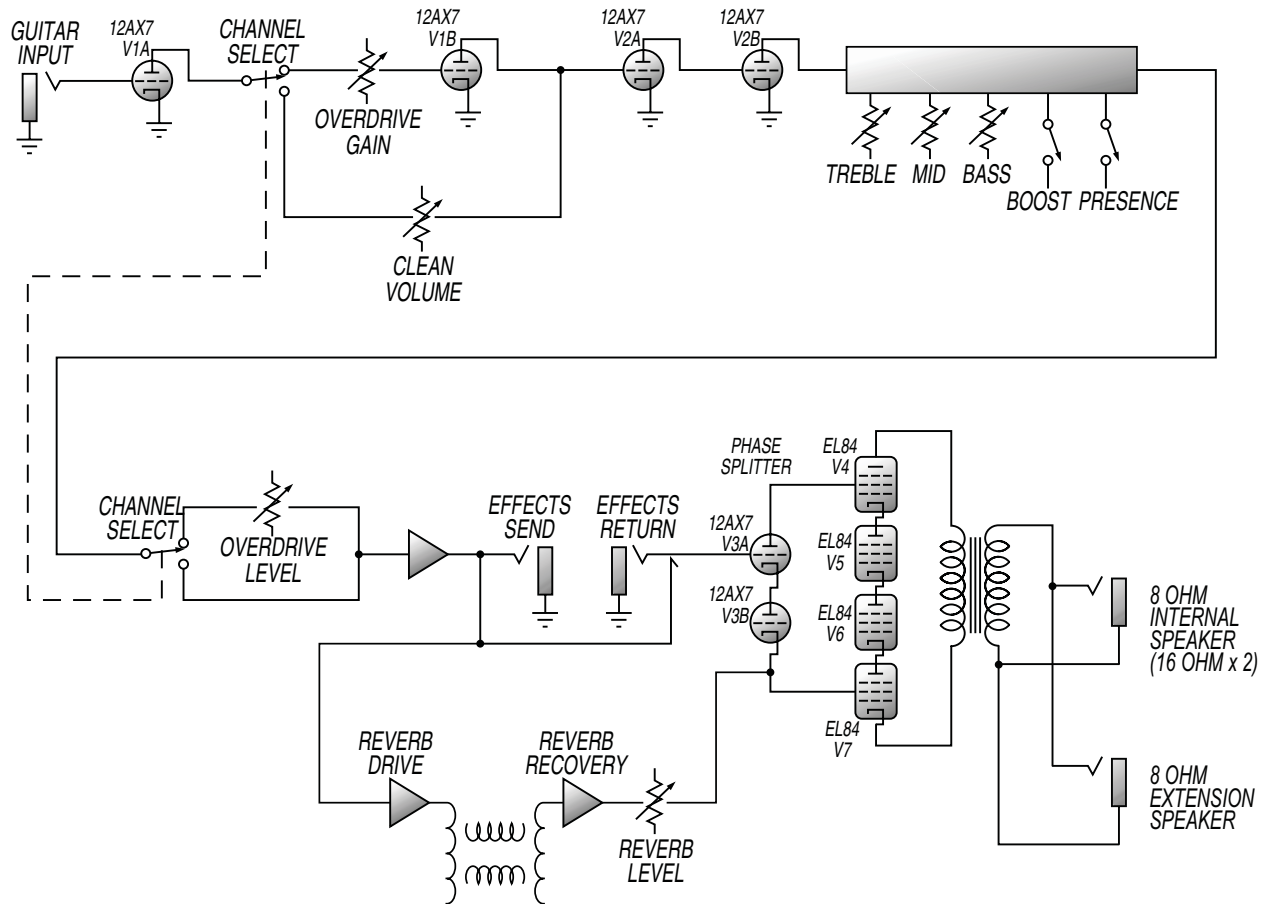 GUITAR
INPUT
12AX7
V1A
CHANNEL
SELECT
OVERDRIVE
GAIN
12AX7
V1B
12AX7
V2A
12AX7
V2B
TREBLE
MID
BASS
BOOST
PRESENCE
CLEAN
VOLUME
CHANNEL
SELECT
OVERDRIVE
LEVEL
EFFECTS
SEND
EFFECTS
RETURN
PHASE
SPLITTER
12AX7
V3A
12AX7
V3B
EL84
V4
EL84
V5
EL84
V6
EL84
V7
8 OHM
INTERNAL
SPEAKER
(16 OHM x 2)
REVERB
DRIVE
REVERB
RECOVERY
REVERB
LEVEL
8 OHM
EXTENSION
SPEAKER